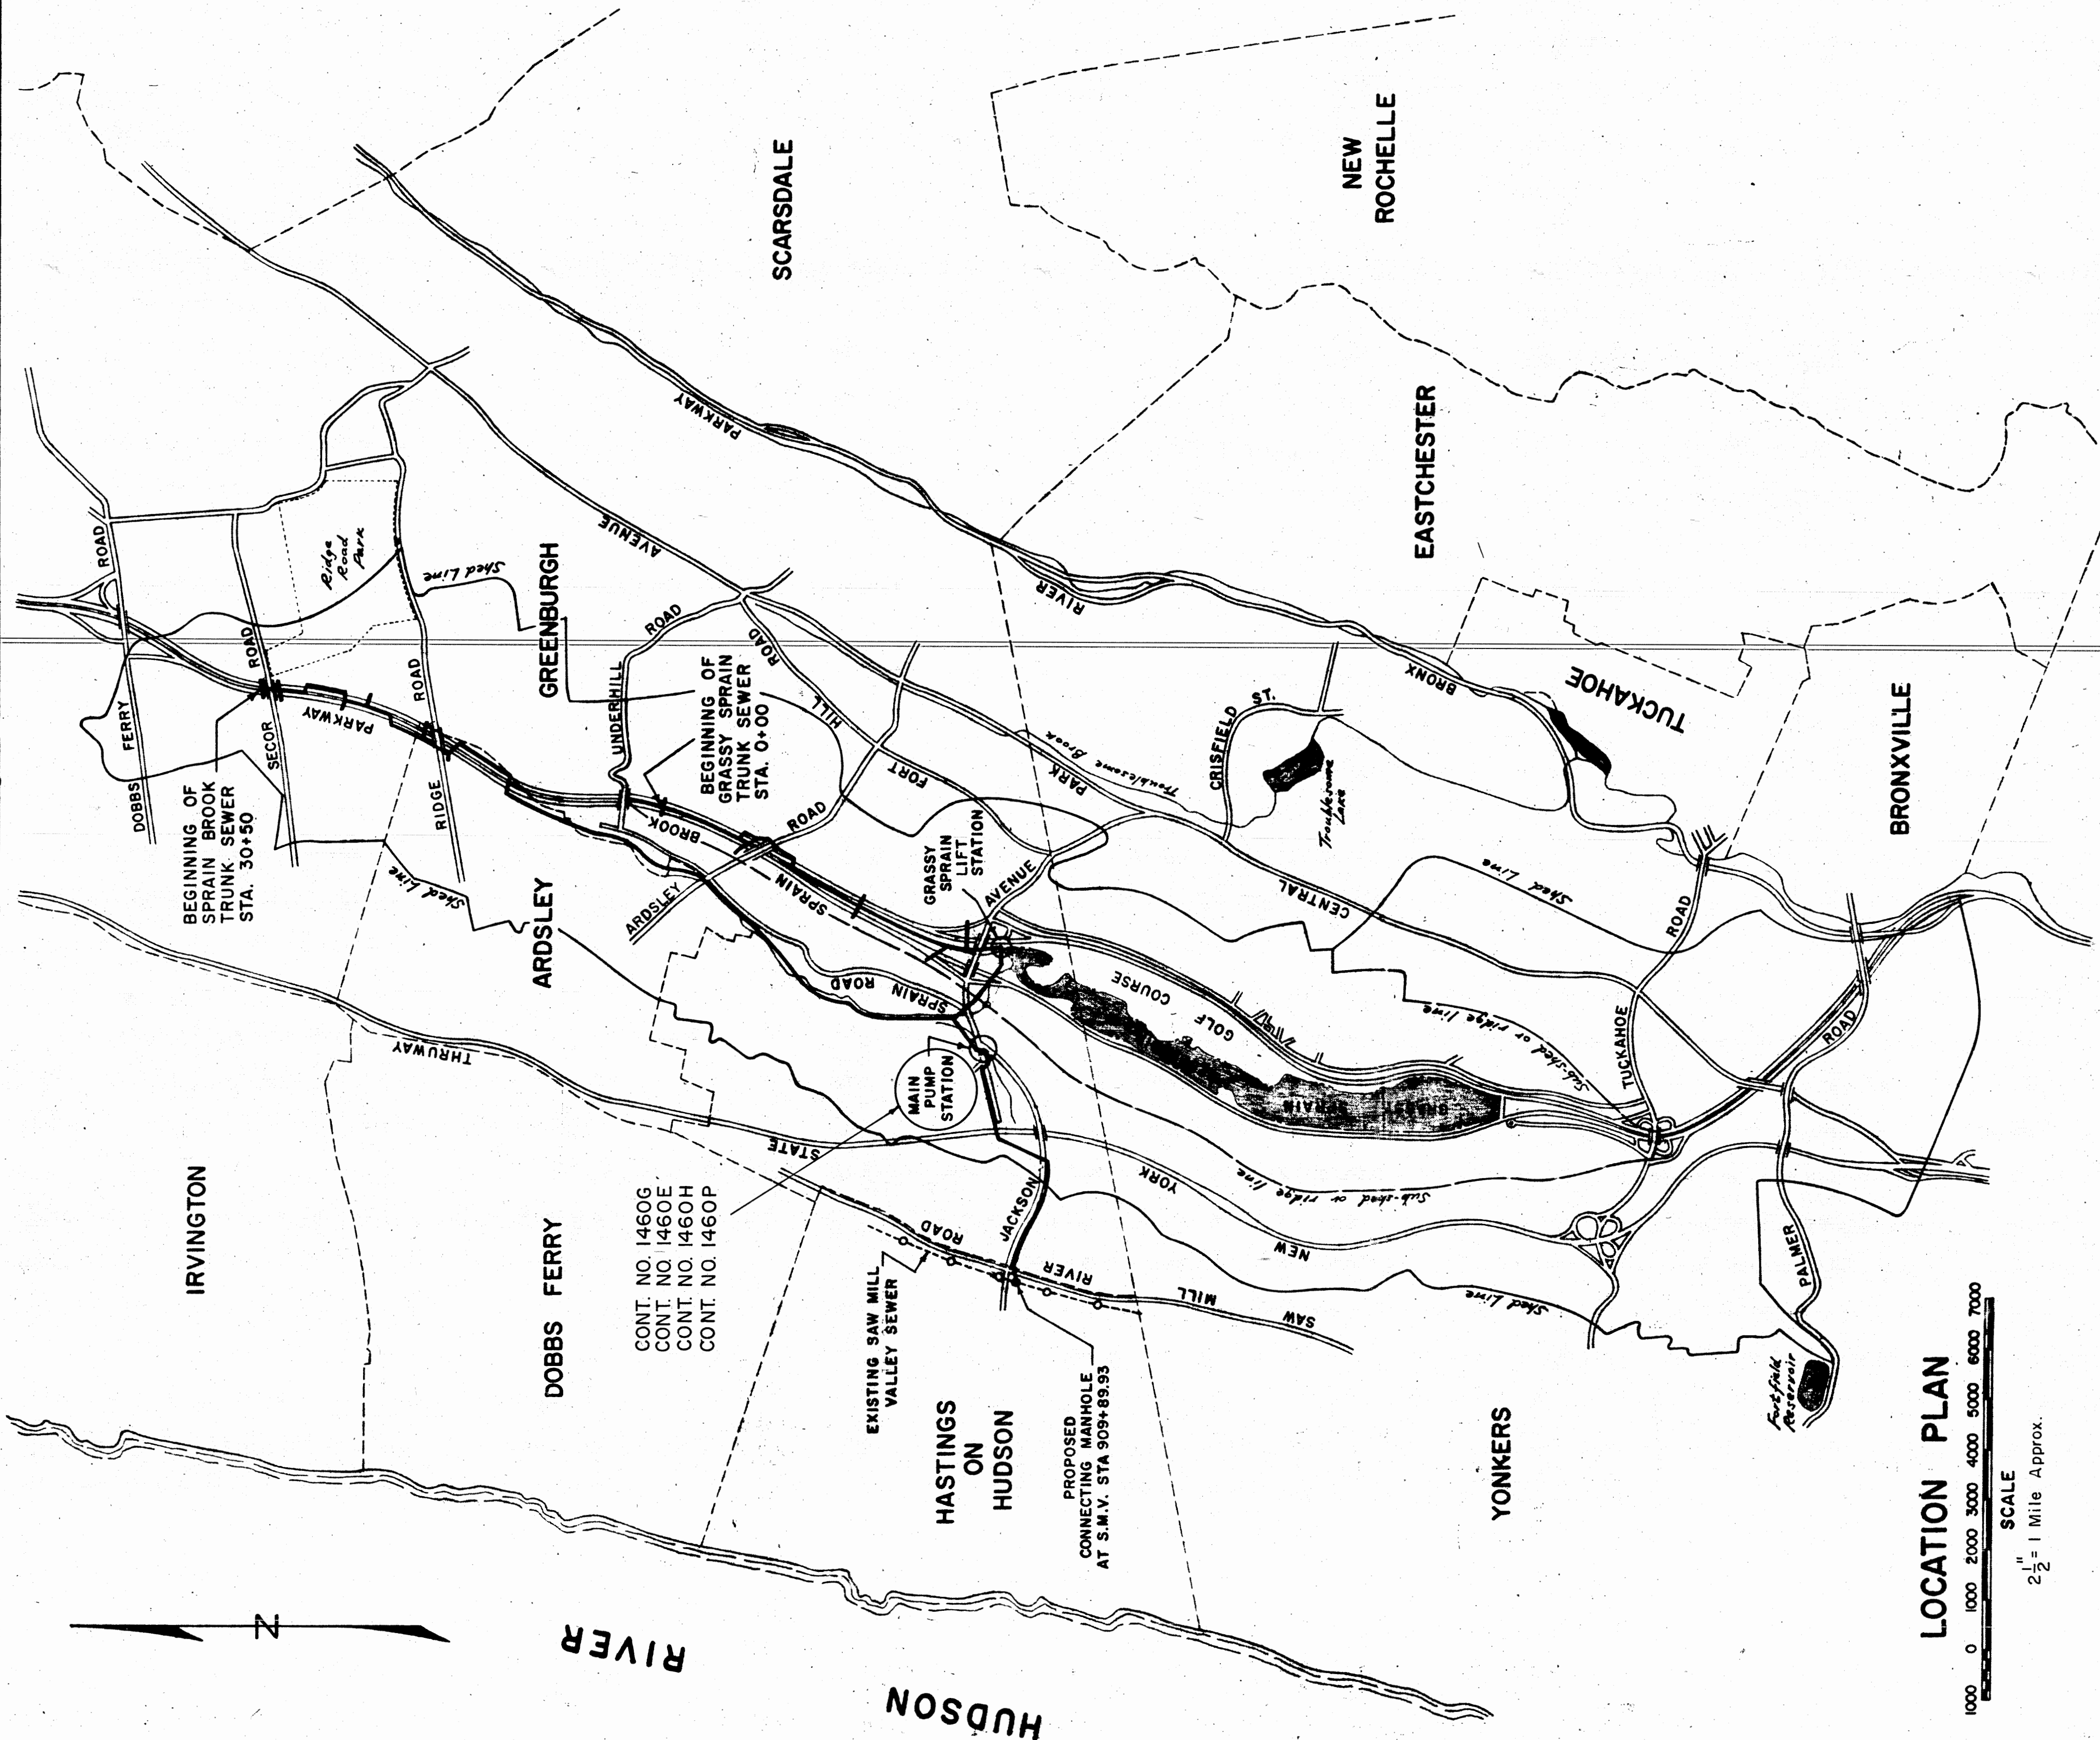 IRVINGTON
DOBBS FERRY
HASTINGS
ON
HUDSON
YONKERS
ARDSLEY
GREENBURGH
SCARSDALE
NEW
ROCHELLE
EASTCHESTER
TUCKAHOE
BRONXVILLE
HUDSON
RIVER
N
BEGINNING OF
SPRAIN BROOK
TRUNK SEWER
STA. 30+50
BEGINNING OF
GRASSY SPRAIN
TRUNK SEWER
STA. 0+00
GRASSY
SPRAIN
LIFT
STATION
MAIN
PUMP
STATION
CONT. NO. 1460G
CONT. NO. 1460E
CONT. NO. 1460H
CONT. NO. 1460P
EXISTING SAW MILL
VALLEY SEWER
PROPOSED
CONNECTING MANHOLE
AT S.M.V. STA 909+89.93
DOBBS
FERRY
ROAD
SECOR
ROAD
RIDGE
ROAD
Ridge
Road
Park
Shed Line
Shed Line
UNDERHILL
ROAD
ARDSLEY
ROAD
FORT
HILL
ROAD
JACKSON
AVENUE
SPRAIN
BROOK
PARKWAY
SPRAIN
ROAD
CENTRAL
PARK
AVENUE
BRONX
RIVER
PARKWAY
NEW
YORK
STATE
THRUWAY
SAW
MILL
RIVER
ROAD
Troublesome Brook
CRISFIELD
ST.
Troublesome
Lake
GOLF
COURSE
GRASSY
SPRAIN
Sub-shed or ridge line
Sub-shed or ridge line
Shed Line
Shed Line
TUCKAHOE
ROAD
PALMER
ROAD
Fortfield
Reservoir
LOCATION PLAN
1000 0 1000 2000 3000 4000 5000 6000 7000
SCALE
2½" = 1 Mile Approx.